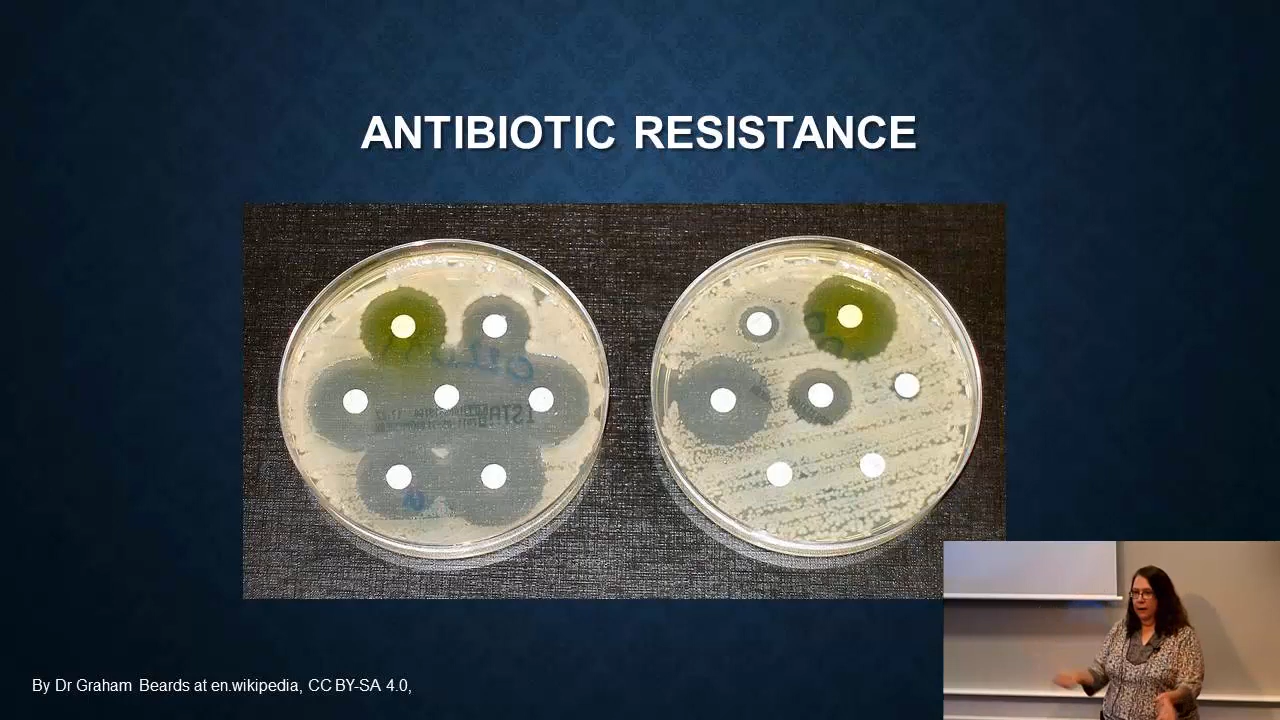 ANTIBIOTIC RESISTANCE
By Dr Graham Beards at en.wikipedia, CC BY-SA 4.0,